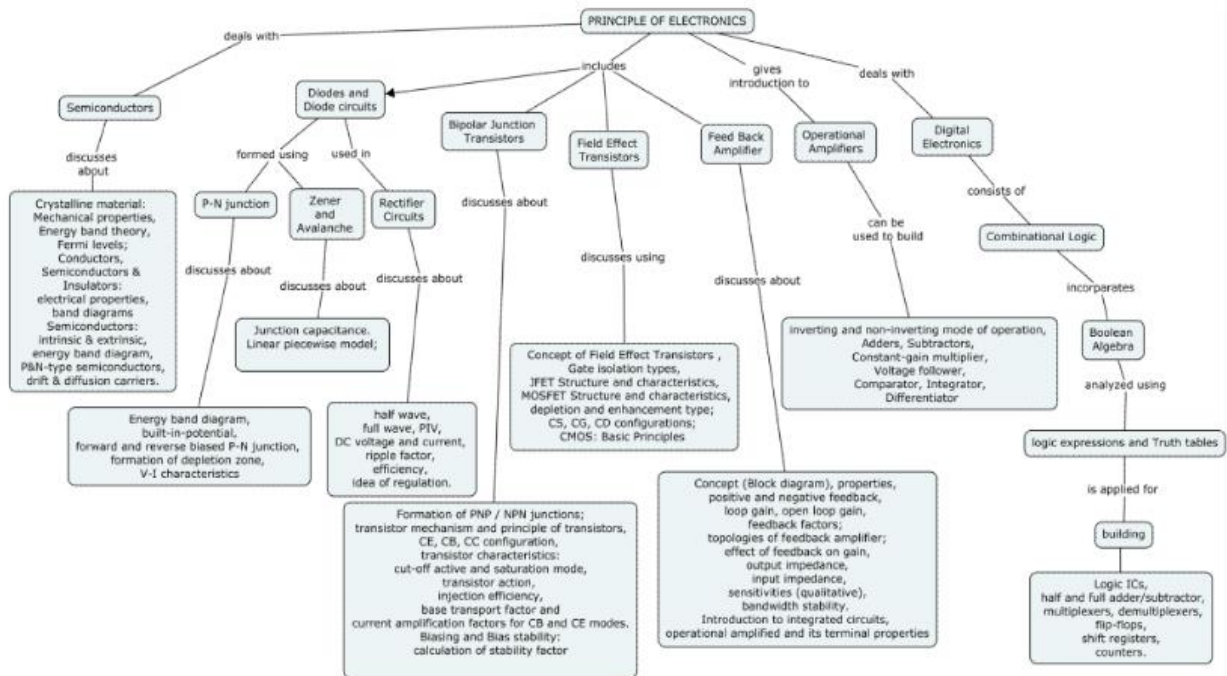 PRINCIPLE OF ELECTRONICS
deals with
includes
gives
introduction to
deals with
Semiconductors
Diodes and
Diode circuits
Bipolar Junction
Transistors
Field Effect
Transistors
Feed Back
Amplifier
Operational
Amplifiers
Digital
Electronics
discusses
about
formed using
used in
consists of
Crystalline material:
Mechanical properties,
Energy band theory,
Fermi levels;
Conductors,
Semiconductors &
Insulators:
electrical properties,
band diagrams
Semiconductors:
intrinsic & extrinsic,
energy band diagram,
P&N-type semiconductors,
drift & diffusion carriers.
P-N junction
Zener
and
Avalanche
Rectifier
Circuits
discusses about
can be
used to build
Combinational Logic
discusses about
discusses about
discusses about
discusses using
discusses about
incorparates
Junction capacitance.
Linear piecewise model;
inverting and non-inverting mode of operation,
Adders, Subtractors,
Constant-gain multiplier,
Voltage follower,
Comparator, Integrator,
Differentiator
Boolean
Algebra
Concept of Field Effect Transistors ,
Gate isolation types,
JFET Structure and characteristics,
MOSFET Structure and characteristics,
depletion and enhancement type;
CS, CG, CD configurations;
CMOS: Basic Principles
analyzed using
Energy band diagram,
built-in-potential,
forward and reverse biased P-N junction,
formation of depletion zone,
V-I characteristics
half wave,
full wave, PIV,
DC voltage and current,
ripple factor,
efficiency,
idea of regulation.
logic expressions and Truth tables
is applied for
Formation of PNP / NPN junctions;
transistor mechanism and principle of transistors,
CE, CB, CC configuration,
transistor characteristics:
cut-off active and saturation mode,
transistor action,
injection efficiency,
base transport factor and
current amplification factors for CB and CE modes.
Biasing and Bias stability:
calculation of stability factor
Concept (Block diagram), properties,
positive and negative feedback,
loop gain, open loop gain,
feedback factors;
topologies of feedback amplifier;
effect of feedback on gain,
output impedance,
input impedance,
sensitivities (qualitative),
bandwidth stability.
Introduction to integrated circuits,
operational amplified and its terminal properties
building
Logic ICs,
half and full adder/subtractor,
multiplexers, demultiplexers,
flip-flops,
shift registers,
counters.